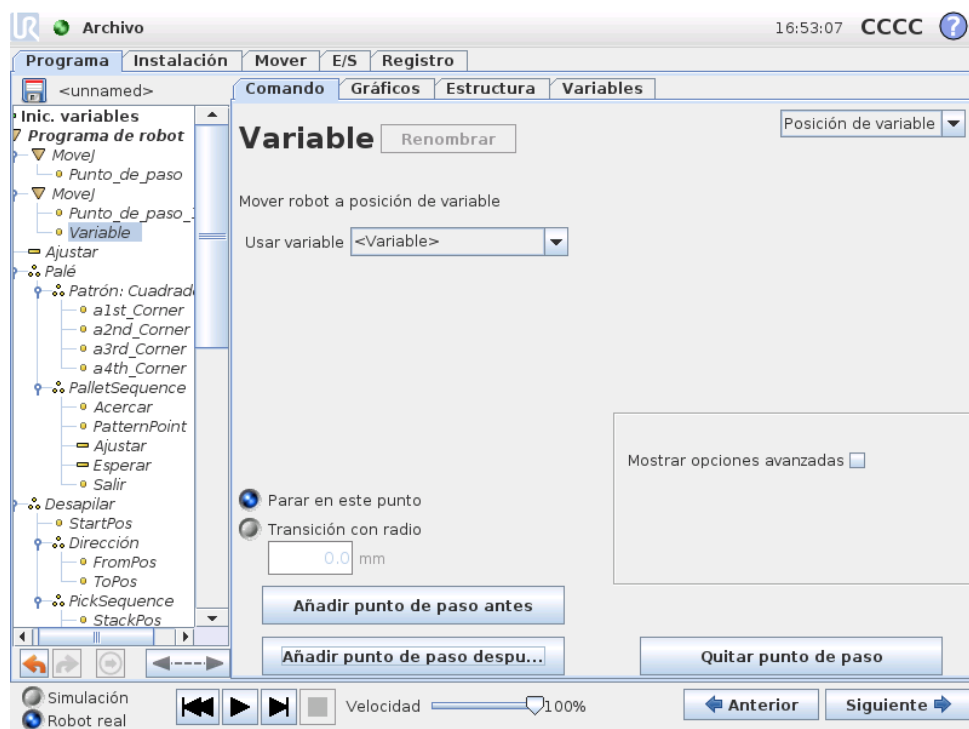 UR Archivo 16:53:07 CCCC ?
Programa Instalación Mover E/S Registro
<unnamed>
Comando Gráficos Estructura Variables
Inic. variables
Programa de robot
MoveJ
Punto_de_paso
MoveJ
Punto_de_paso_
Variable
Ajustar
Palé
Patrón: Cuadrad
a1st_Corner
a2nd_Corner
a3rd_Corner
a4th_Corner
PalletSequence
Acercar
PatternPoint
Ajustar
Esperar
Salir
Desapilar
StartPos
Dirección
FromPos
ToPos
PickSequence
StackPos
Variable Renombrar
Posición de variable
Mover robot a posición de variable
Usar variable <Variable>
Mostrar opciones avanzadas
Parar en este punto
Transición con radio
0.0 mm
Añadir punto de paso antes
Añadir punto de paso despu...
Quitar punto de paso
Simulación
Robot real
Velocidad 100%
Anterior Siguiente